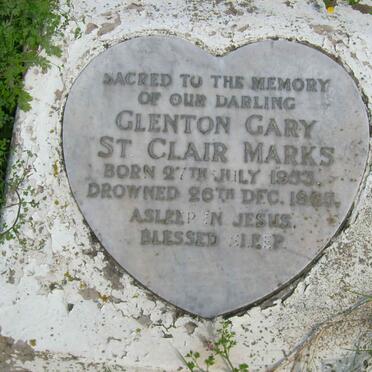 SACRED TO THE MEMORY
OF OUR DARLING
GLENTON GARY
ST CLAIR MARKS
BORN 27TH JULY
DROWNED 26TH DEC.
ASLEEP IN JESUS.
BLESSED SLEEP.